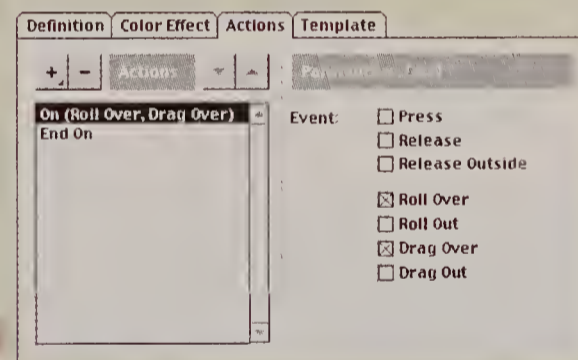 Definition Color Effect Actions Template
+ - Actions
On (Roll Over, Drag Over)
End On
Event:
Press
Release
Release Outside
Roll Over
Roll Out
Drag Over
Drag Out